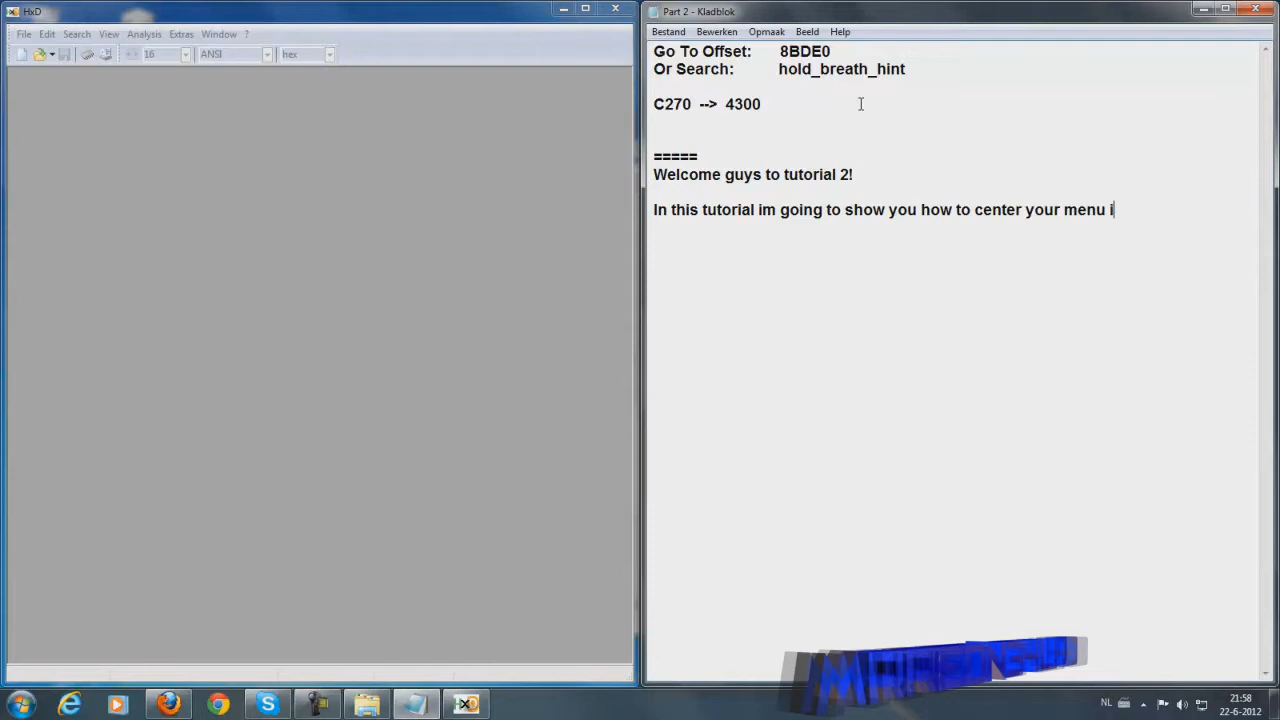 HxD
File Edit Search View Analysis Extras Window ?
16 ANSI hex
Part 2 - Kladblok
Bestand Bewerken Opmaak Beeld Help
Go To Offset: 8BDE0
Or Search: hold_breath_hint
C270 --> 4300
=====
Welcome guys to tutorial 2!
In this tutorial im going to show you how to center your menu i
NL
21:58
22-6-2012